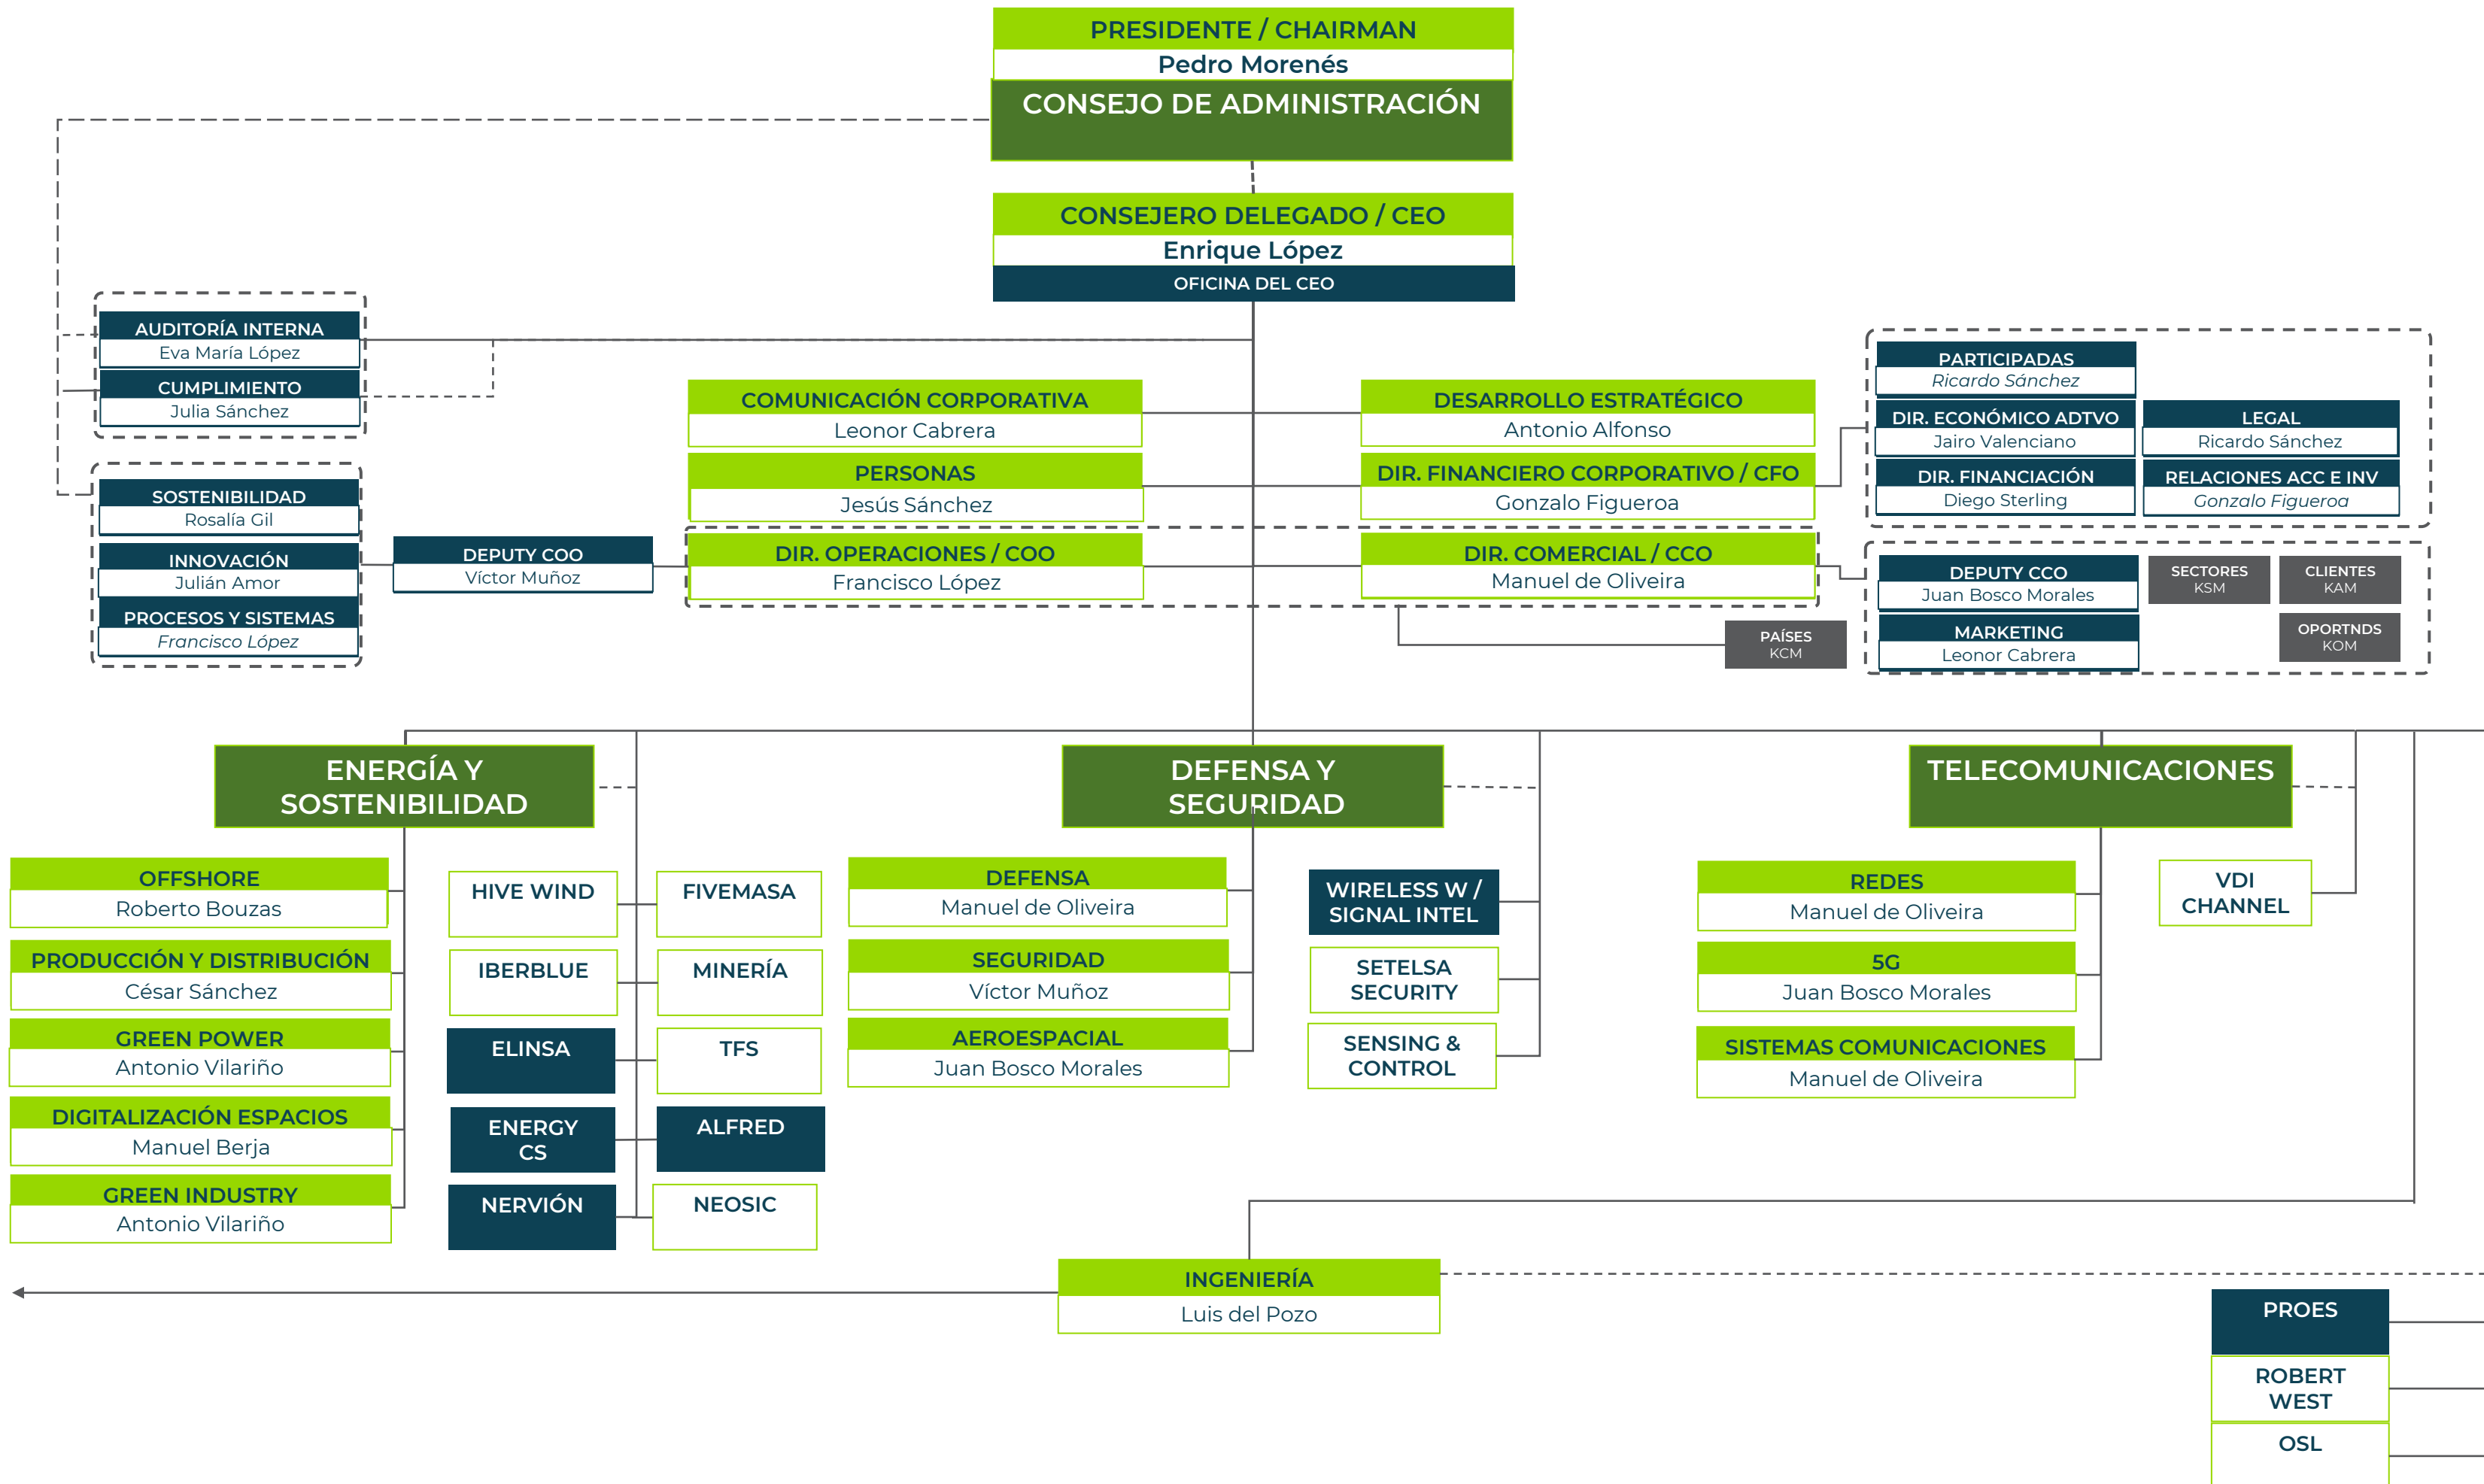 PRESIDENTE / CHAIRMAN
Pedro Morenés
CONSEJO DE ADMINISTRACIÓN
CONSEJERO DELEGADO / CEO
Enrique López
OFICINA DEL CEO
AUDITORÍA INTERNA
Eva María López
CUMPLIMIENTO
Julia Sánchez
SOSTENIBILIDAD
Rosalía Gil
INNOVACIÓN
Julián Amor
PROCESOS Y SISTEMAS
Francisco López
DEPUTY COO
Víctor Muñoz
COMUNICACIÓN CORPORATIVA
Leonor Cabrera
PERSONAS
Jesús Sánchez
DIR. OPERACIONES / COO
Francisco López
DESARROLLO ESTRATÉGICO
Antonio Alfonso
DIR. FINANCIERO CORPORATIVO / CFO
Gonzalo Figueroa
DIR. COMERCIAL / CCO
Manuel de Oliveira
PAÍSES
KCM
PARTICIPADAS
Ricardo Sánchez
DIR. ECONÓMICO ADTVO
Jairo Valenciano
DIR. FINANCIACIÓN
Diego Sterling
LEGAL
Ricardo Sánchez
RELACIONES ACC E INV
Gonzalo Figueroa
DEPUTY CCO
Juan Bosco Morales
MARKETING
Leonor Cabrera
SECTORES
KSM
CLIENTES
KAM
OPORTNDS
KOM
ENERGÍA Y
SOSTENIBILIDAD
OFFSHORE
Roberto Bouzas
PRODUCCIÓN Y DISTRIBUCIÓN
César Sánchez
GREEN POWER
Antonio Vilariño
DIGITALIZACIÓN ESPACIOS
Manuel Berja
GREEN INDUSTRY
Antonio Vilariño
HIVE WIND
FIVEMASA
IBERBLUE
MINERÍA
ELINSA
TFS
ENERGY
CS
ALFRED
NERVIÓN
NEOSIC
DEFENSA Y
SEGURIDAD
DEFENSA
Manuel de Oliveira
SEGURIDAD
Víctor Muñoz
AEROESPACIAL
Juan Bosco Morales
WIRELESS W /
SIGNAL INTEL
SETELSA
SECURITY
SENSING &
CONTROL
TELECOMUNICACIONES
REDES
Manuel de Oliveira
5G
Juan Bosco Morales
SISTEMAS COMUNICACIONES
Manuel de Oliveira
VDI
CHANNEL
INGENIERÍA
Luis del Pozo
PROES
ROBERT
WEST
OSL